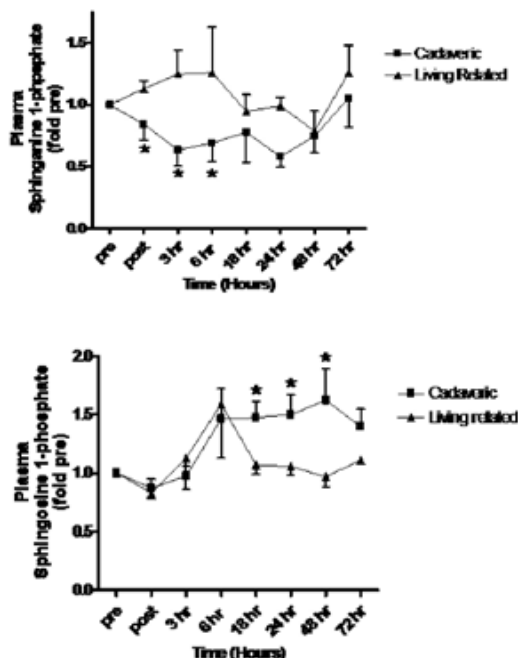 Plasma
Sphinganine 1-phosphate
(fold pre)
1.5
1.0
0.5
0.0
pre
post
3 hr
6 hr
18 hr
24 hr
48 hr
72 hr
Time (Hours)
Cadaveric
Living Related
Plasma
Sphingosine 1-phosphate
(fold pre)
2.0
1.5
1.0
0.5
0.0
pre
post
3 hr
6 hr
18 hr
24 hr
48 hr
72 hr
Time (Hours)
Cadaveric
Living related